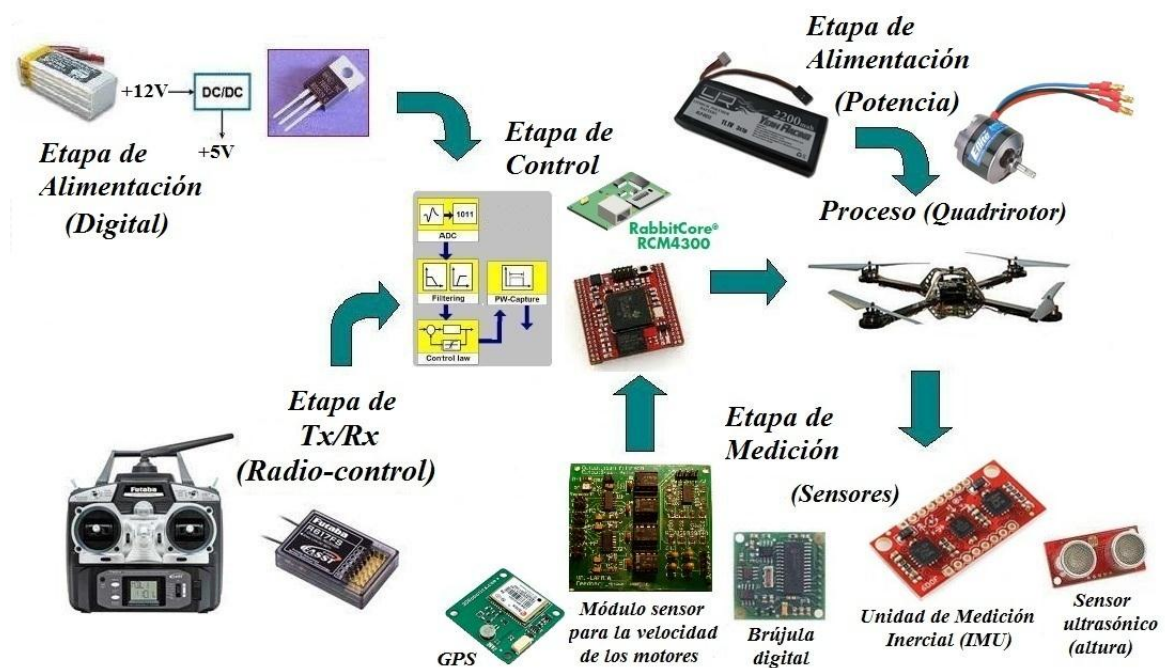 +12V
DC/DC
+5V
Etapa de
Alimentación
(Digital)
Etapa de
Control
Etapa de
Alimentación
(Potencia)
2200mah
Proceso (Quadrirotor)
RabbitCore®
RCM4300
1011
ADC
Filtering
PW-Capture
Control law
Etapa de
Tx/Rx
(Radio-control)
Futaba
Futaba
R617FS
FASST
Etapa de
Medición
(Sensores)
GPS
Módulo sensor
para la velocidad
de los motores
Brújula
digital
Unidad de Medición
Inercial (IMU)
Sensor
ultrasónico
(altura)